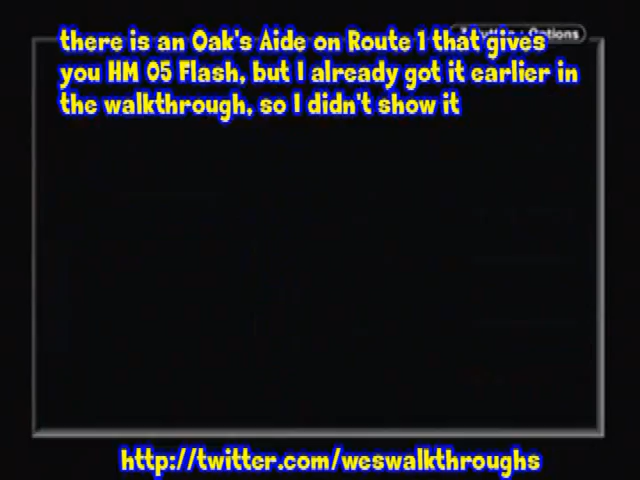 there is an Oak's Aide on Route 1 that gives
you HM 05 Flash, but I already got it earlier in
the walkthrough, so I didn't show it
Options
http://twitter.com/weswalkthroughs